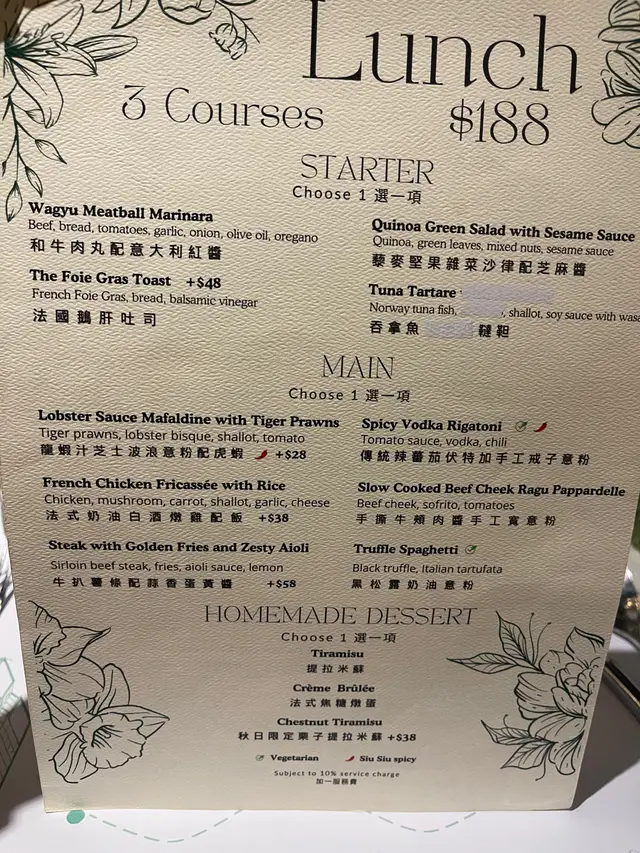 Lunch
3 Courses
$188
STARTER
Choose 1 選一項
Wagyu Meatball Marinara
Beef, bread, tomatoes, garlic, onion, olive oil, oregano
和牛肉丸配意大利紅醬
The Foie Gras Toast +$48
French Foie Gras, bread, balsamic vinegar
法國鵝肝吐司
Quinoa Green Salad with Sesame Sauce
Quinoa, green leaves, mixed nuts, sesame sauce
藜麥堅果雜菜沙律配芝麻醬
Tuna Tartare
Norway tuna fish, , shallot, soy sauce with
吞拿魚 韃靼
MAIN
Choose 1 選一項
Lobster Sauce Mafaldine with Tiger Prawns
Tiger prawns, lobster bisque, shallot, tomato
龍蝦汁芝士波浪意粉配虎蝦 +$28
French Chicken Fricassée with Rice
Chicken, mushroom, carrot, shallot, garlic, cheese
法式奶油白酒燉雞配飯 +$38
Steak with Golden Fries and Zesty Aioli
Sirloin beef steak, fries, aioli sauce, lemon
牛扒薯條配蒜香蛋黃醬 +$58
Spicy Vodka Rigatoni
Tomato sauce, vodka, chili
傳統辣蕃茄伏特加手工戒子意粉
Slow Cooked Beef Cheek Ragu Pappardelle
Beef cheek, sofrito, tomatoes
手撕牛頰肉醬手工寬意粉
Truffle Spaghetti
Black truffle, Italian tartufata
黑松露奶油意粉
HOMEMADE DESSERT
Choose 1 選一項
Tiramisu
提拉米蘇
Crème Brûlée
法式焦糖燉蛋
Chestnut Tiramisu
秋日限定栗子提拉米蘇 +$38
Vegetarian
Siu Siu spicy
Subject to 10% service charge
加一服務費